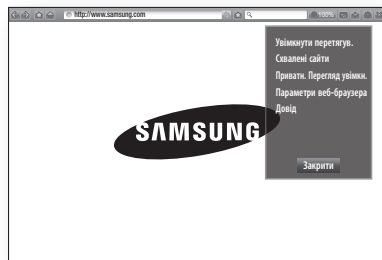 http://www.samsung.com
100%
SAMSUNG
Увімкнути перетягув.
Схвалені сайти
Приватн. Перегляд увімкн.
Параметри веб-браузера
Довід
Закрити